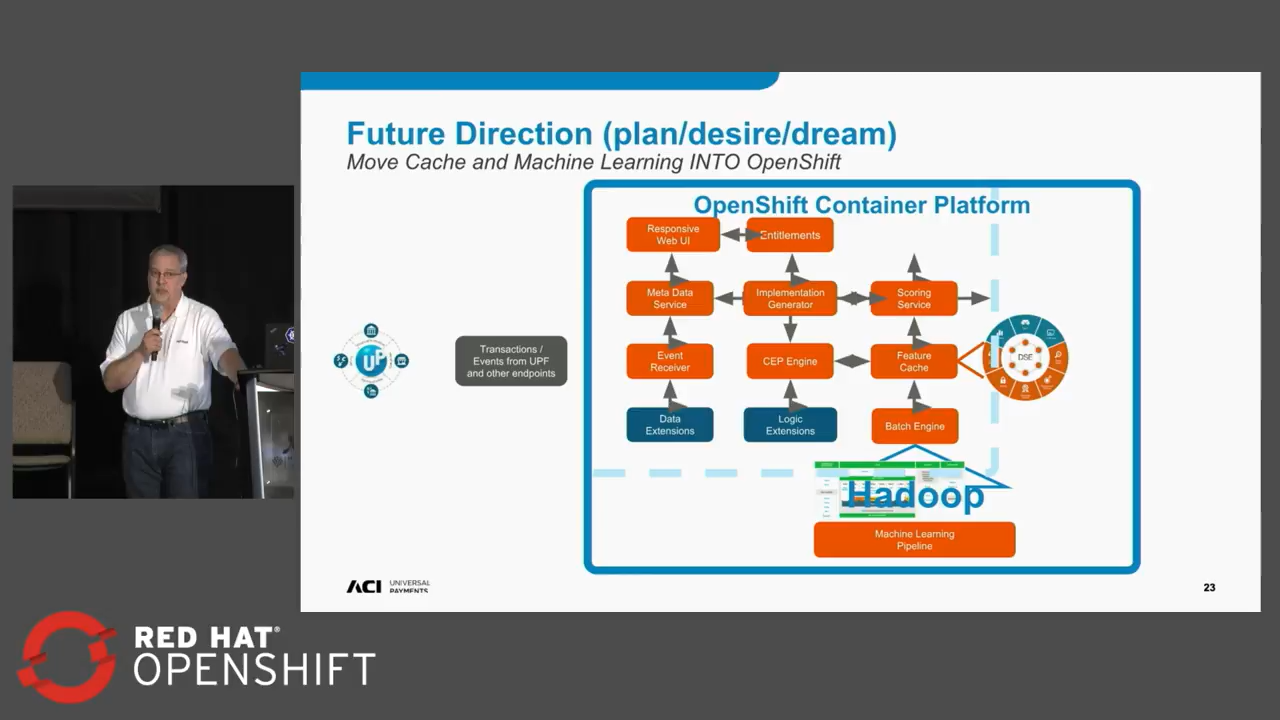 Future Direction (plan/desire/dream)
Move Cache and Machine Learning INTO OpenShift
OpenShift Container Platform
Responsive
Web UI
Entitlements
Meta Data
Service
Implementation
Generator
Scoring
Service
Transactions /
Events from UPF
and other endpoints
UP
Event
Receiver
CEP Engine
Feature
Cache
DSE
Data
Extensions
Logic
Extensions
Batch Engine
Hadoop
Machine Learning
Pipeline
ACI UNIVERSAL
PAYMENTS
23
RED HAT®
OPENSHIFT